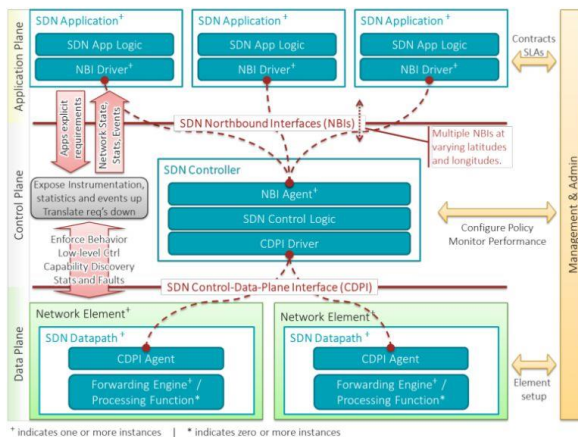 Application Plane
SDN Application+
SDN App Logic
NBI Driver+
SDN Application+
SDN App Logic
NBI Driver+
SDN Application+
SDN App Logic
NBI Driver+
Contracts
SLAs
Apps explicit
requirements
Network State,
Stats, Events
SDN Northbound Interfaces (NBIs)
Multiple NBIs at
varying latitudes
and longitudes.
Control Plane
Expose Instrumentation,
statistics and events up
Translate req's down
SDN Controller
NBI Agent+
SDN Control Logic
CDPI Driver
Configure Policy
Monitor Performance
Management & Admin
Enforce Behavior
Low-level Ctrl
Capability Discovery
Stats and Faults
SDN Control-Data-Plane Interface (CDPI)
Data Plane
Network Element+
SDN Datapath+
CDPI Agent
Forwarding Engine+ /
Processing Function*
Network Element+
SDN Datapath+
CDPI Agent
Forwarding Engine+ /
Processing Function*
Element
setup
+ indicates one or more instances | * indicates zero or more instances